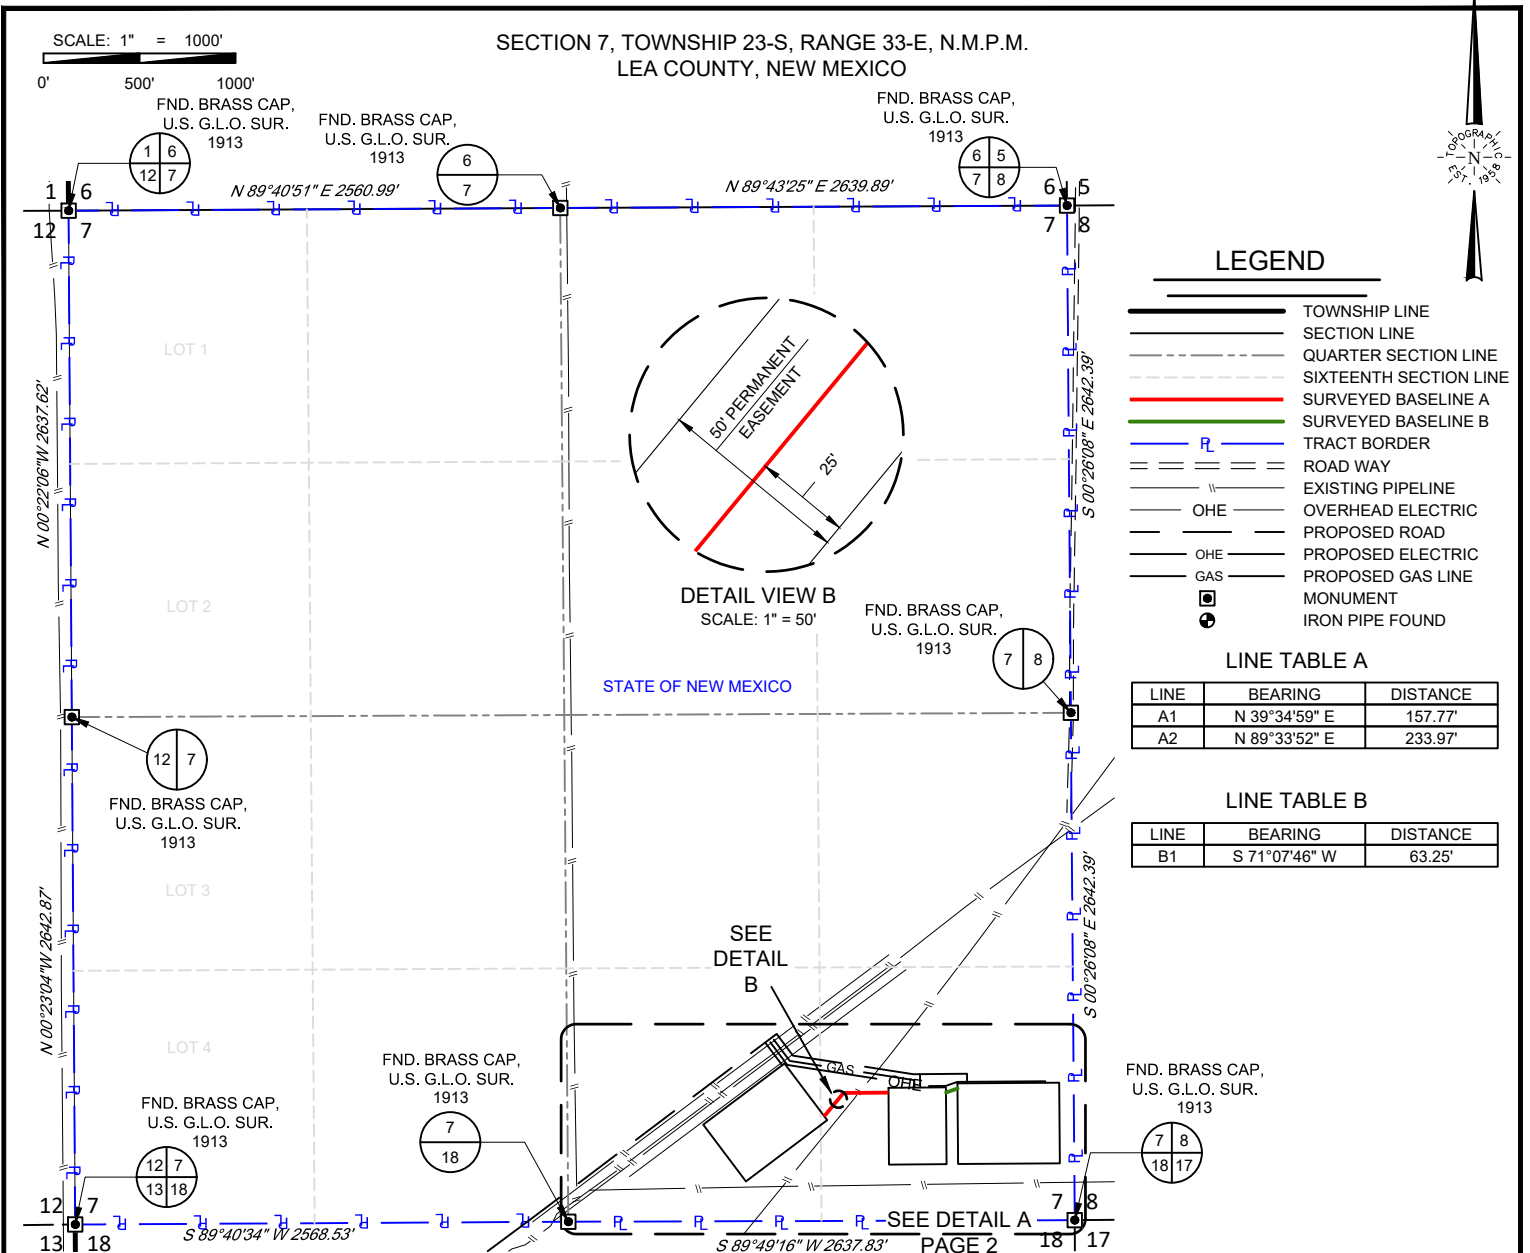 SCALE: 1" = 1000'
0' 500' 1000'
SECTION 7, TOWNSHIP 23-S, RANGE 33-E, N.M.P.M.
LEA COUNTY, NEW MEXICO
TOPOGRAPHIC
N
EST. 1958
FND. BRASS CAP,
U.S. G.L.O. SUR.
1913
1 6
12 7
FND. BRASS CAP,
U.S. G.L.O. SUR.
1913
6
7
FND. BRASS CAP,
U.S. G.L.O. SUR.
1913
6 5
7 8
1 6
12 7
N 89°40'51" E 2560.99'
N 89°43'25" E 2639.89'
6 5
7 8
LOT 1
LOT 2
LOT 3
LOT 4
N 00°22'06"W 2637.62'
N 00°23'04"W 2642.87'
S 00°26'08" E 2642.39'
S 00°26'08" E 2642.39'
50' PERMANENT
EASEMENT
25'
DETAIL VIEW B
SCALE: 1" = 50'
STATE OF NEW MEXICO
FND. BRASS CAP,
U.S. G.L.O. SUR.
1913
7 8
12 7
FND. BRASS CAP,
U.S. G.L.O. SUR.
1913
LEGEND
TOWNSHIP LINE
SECTION LINE
QUARTER SECTION LINE
SIXTEENTH SECTION LINE
SURVEYED BASELINE A
SURVEYED BASELINE B
PL TRACT BORDER
ROAD WAY
EXISTING PIPELINE
OHE OVERHEAD ELECTRIC
PROPOSED ROAD
OHE PROPOSED ELECTRIC
GAS PROPOSED GAS LINE
MONUMENT
IRON PIPE FOUND
LINE TABLE A
LINE BEARING DISTANCE
A1 N 39°34'59" E 157.77'
A2 N 89°33'52" E 233.97'
LINE TABLE B
LINE BEARING DISTANCE
B1 S 71°07'46" W 63.25'
SEE
DETAIL
B
GAS
OHE
FND. BRASS CAP,
U.S. G.L.O. SUR.
1913
12 7
13 18
FND. BRASS CAP,
U.S. G.L.O. SUR.
1913
7
18
FND. BRASS CAP,
U.S. G.L.O. SUR.
1913
7 8
18 17
12 7
13 18
S 89°40'34" W 2568.53'
S 89°49'16" W 2637.83'
SEE DETAIL A
PAGE 2
7 8
18 17